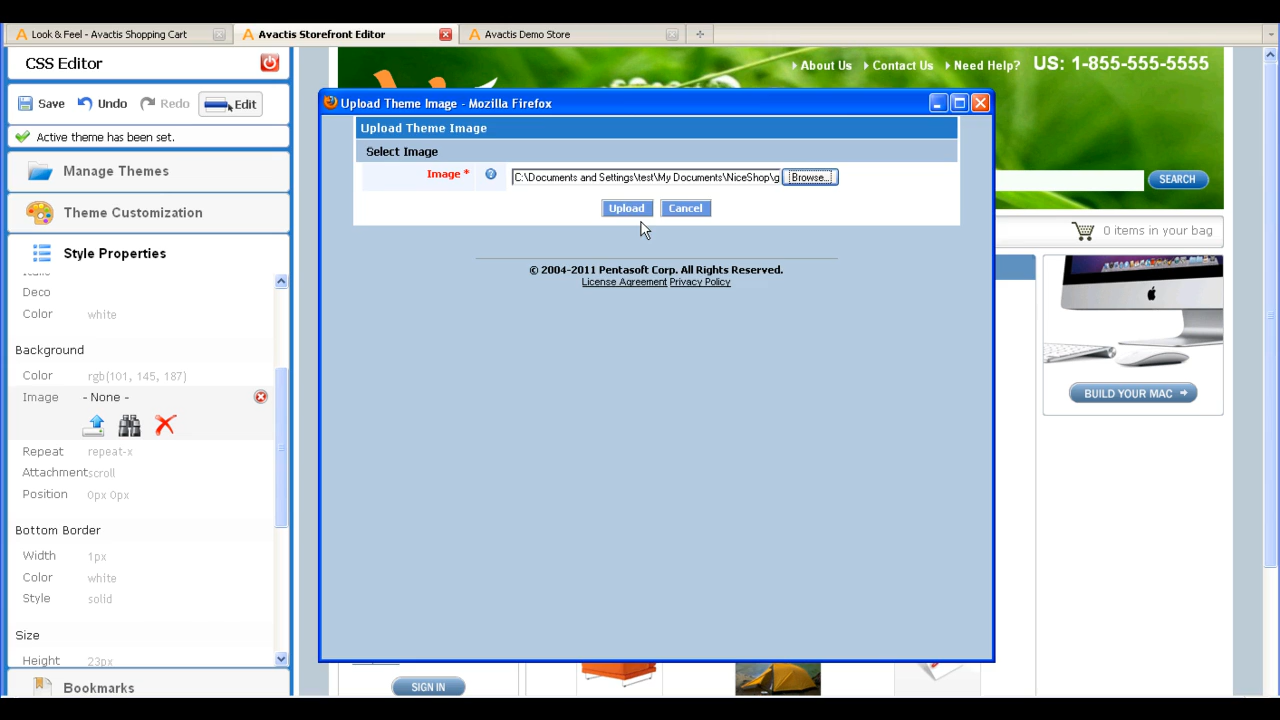 Look & Feel - Avactis Shopping Cart
Avactis Storefront Editor
Avactis Demo Store
CSS Editor
Save
Undo
Redo
Edit
Active theme has been set.
Manage Themes
Theme Customization
Style Properties
Deco
Color white
Background
Color rgb(101, 145, 187)
Image - None -
Repeat repeat-x
Attachment scroll
Position 0px 0px
Bottom Border
Width 1px
Color white
Style solid
Size
Height 23px
Bookmarks
About Us
Contact Us
Need Help?
US: 1-855-555-5555
Upload Theme Image - Mozilla Firefox
Upload Theme Image
Select Image
Image *
C:\Documents and Settings\test\My Documents\NiceShop\g
Browse...
Upload
Cancel
© 2004-2011 Pentasoft Corp. All Rights Reserved.
License Agreement Privacy Policy
SEARCH
0 items in your bag
BUILD YOUR MAC
SIGN IN